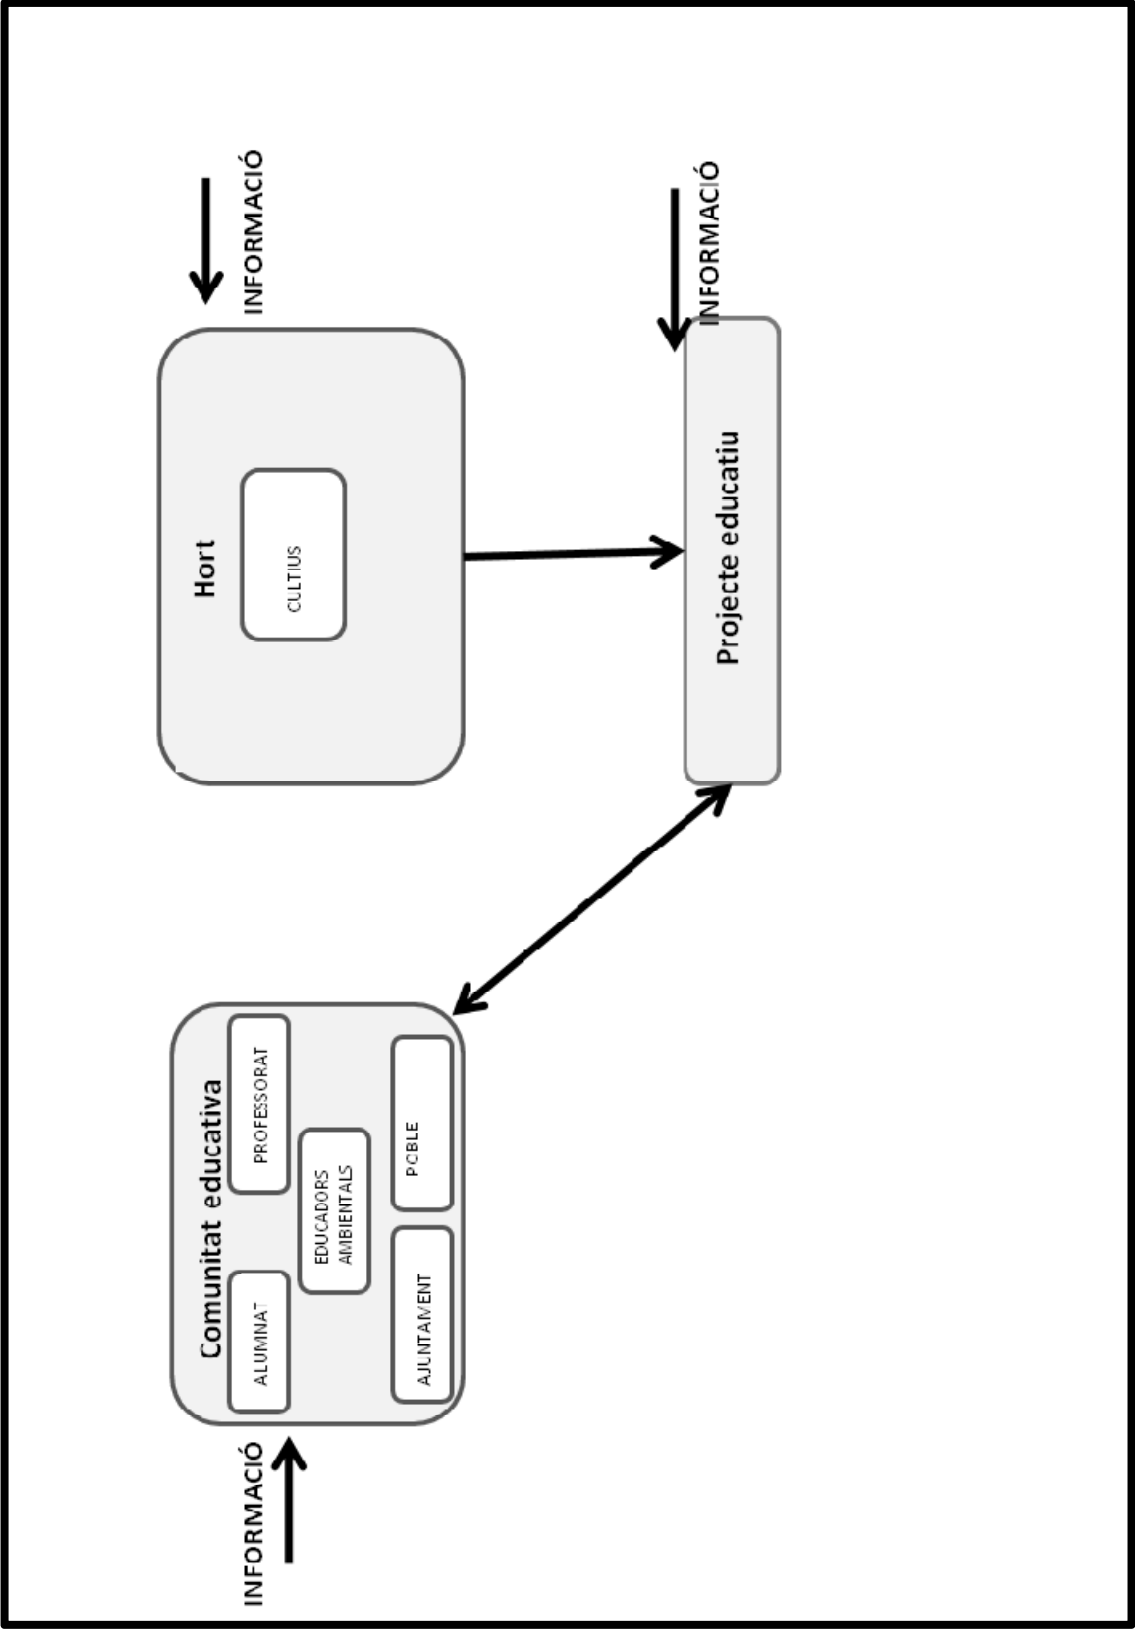 INFORMACIÓ
Comunitat educativa
ALUMNAT
PROFESSORAT
EDUCADORS
AMBIENTALS
AJUNTAMENT
POBLE
Hort
CULTIUS
INFORMACIÓ
Projecte educatiu
INFORMACIÓ